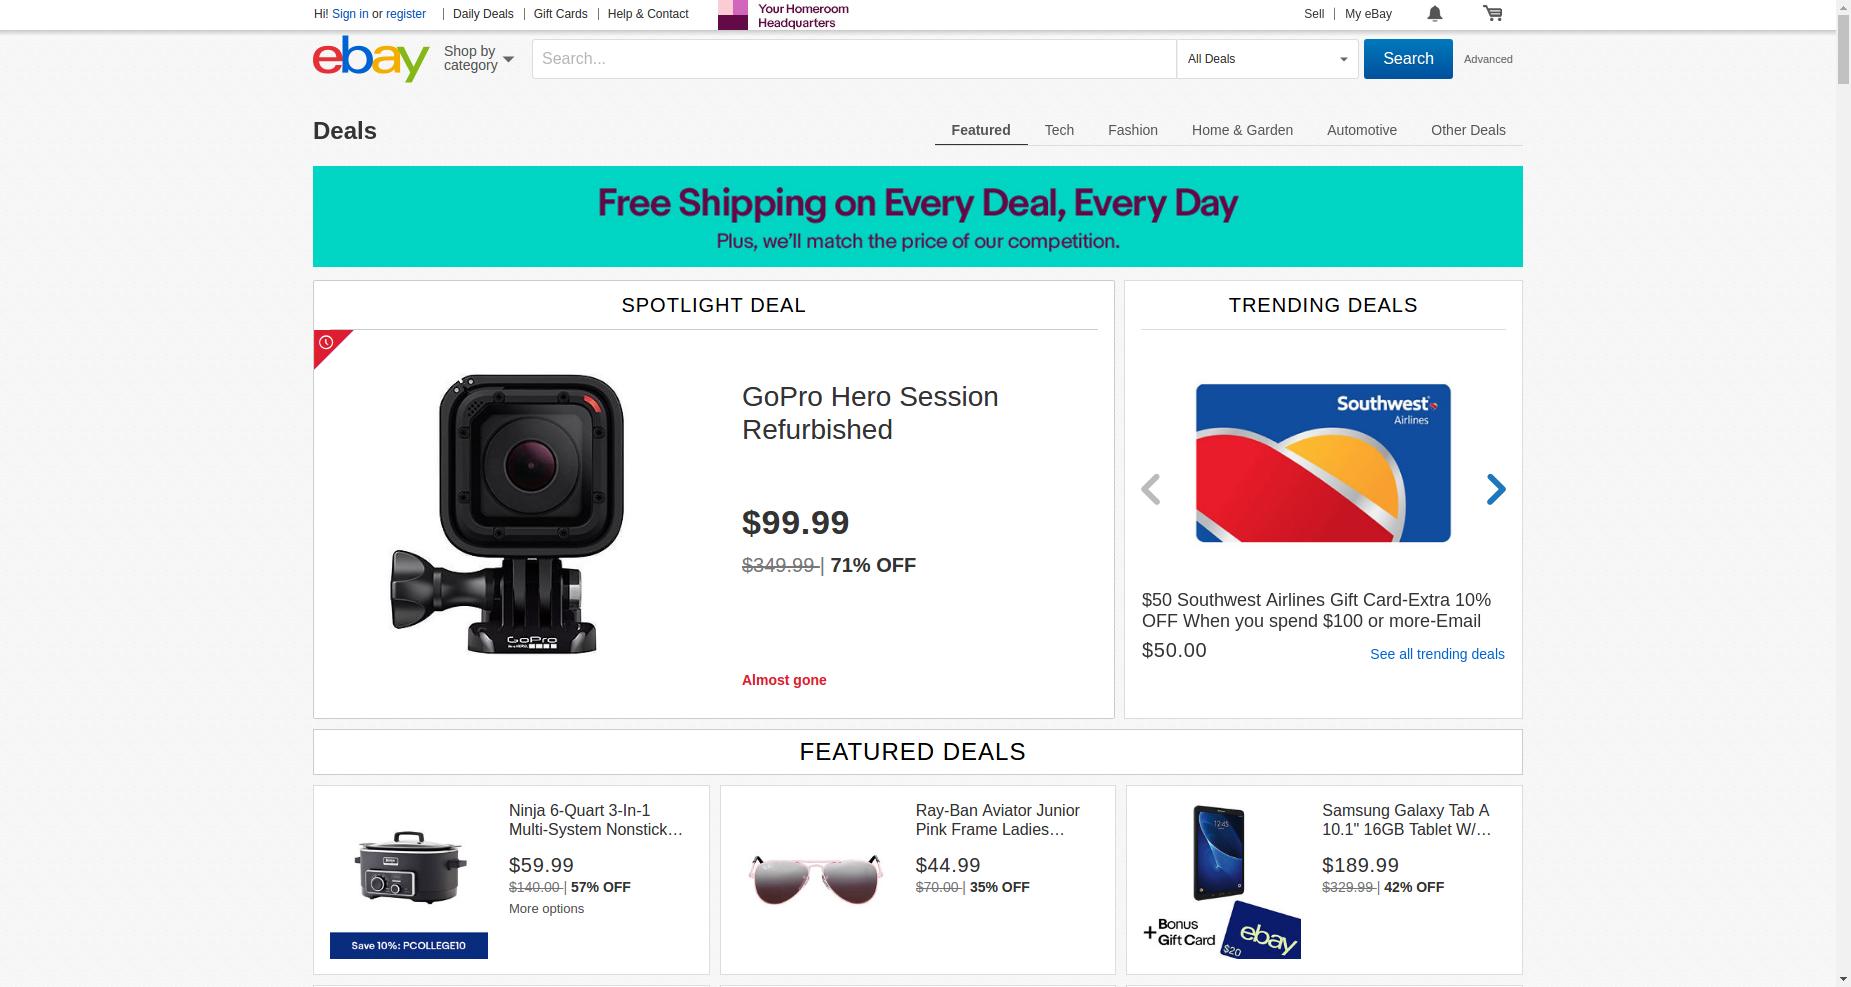 Hi! Sign in or register
Daily Deals
Gift Cards
Help & Contact
Your Homeroom
Headquarters
Sell
My eBay
ebay
Shop by
category
Search...
All Deals
Search
Advanced
Deals
Featured
Tech
Fashion
Home & Garden
Automotive
Other Deals
Free Shipping on Every Deal, Every Day
Plus, we'll match the price of our competition.
SPOTLIGHT DEAL
GoPro
GoPro Hero Session
Refurbished
$99.99
$349.99 | 71% OFF
Almost gone
TRENDING DEALS
Southwest
Airlines
$50 Southwest Airlines Gift Card-Extra 10%
OFF When you spend $100 or more-Email
$50.00
See all trending deals
FEATURED DEALS
Ninja 6-Quart 3-In-1
Multi-System Nonstick…
$59.99
$140.00 | 57% OFF
More options
Save 10%: PCOLLEGE10
Ray-Ban Aviator Junior
Pink Frame Ladies…
$44.99
$70.00 | 35% OFF
Samsung Galaxy Tab A
10.1" 16GB Tablet W/…
$189.99
$329.99 | 42% OFF
12:45
+Bonus
Gift Card
ebay
$20